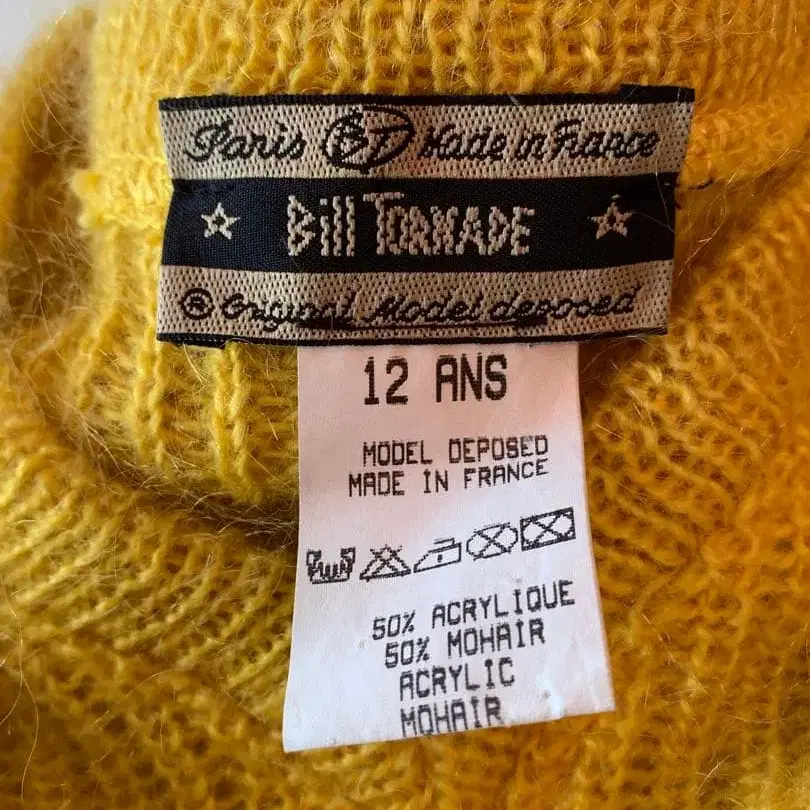 Paris BT Made in France
Bill TORNADE
® Original Model deposed
12 ANS
MODEL DEPOSED
MADE IN FRANCE
50% ACRYLIQUE
50% MOHAIR
ACRYLIC
MOHAIR